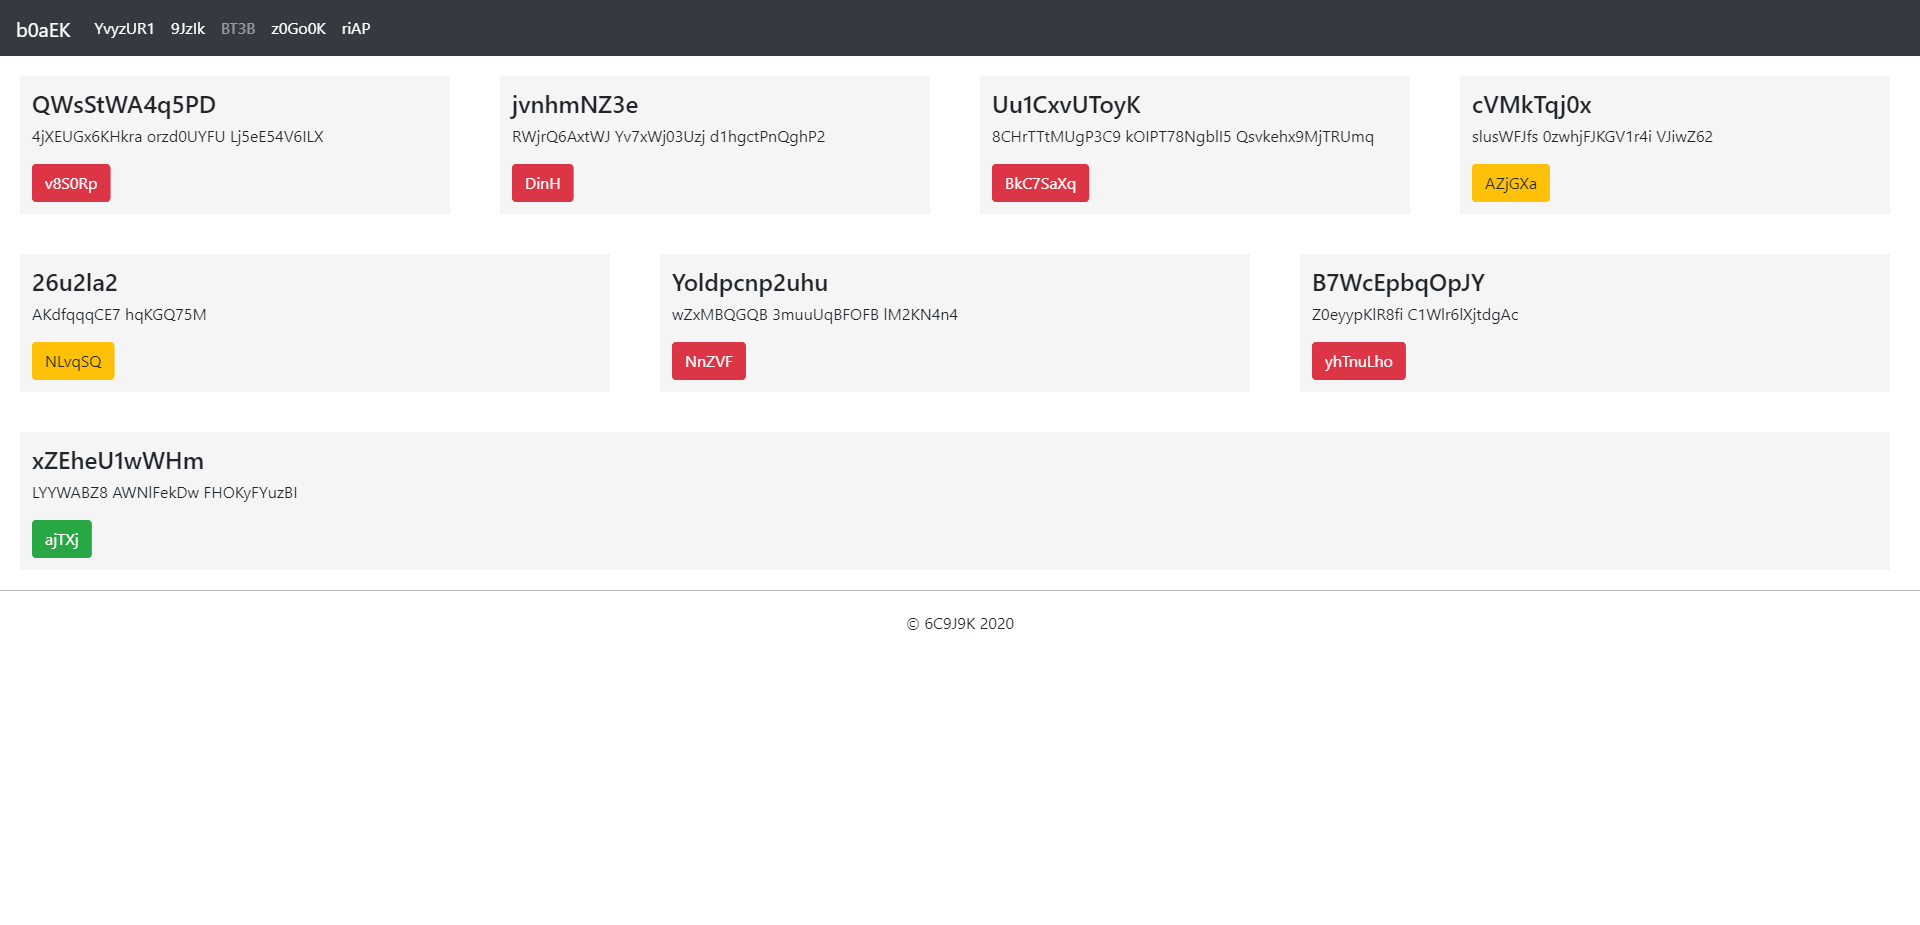 b0aEK YvyzUR1 9JzIk BT3B z0Go0K riAP
QWsStWA4q5PD
4jXEUGx6KHkra orzd0UYFU Lj5eE54V6ILX
v8S0Rp
jvnhmNZ3e
RWjrQ6AxtWJ Yv7xWj03Uzj d1hgctPnQghP2
DinH
Uu1CxvUToyK
8CHrTTtMUgP3C9 kOIPT78NgblI5 Qsvkehx9MjTRUmq
BkC7SaXq
cVMkTqj0x
slusWFJfs 0zwhjFJKGV1r4i VJiwZ62
AZjGXa
26u2la2
AKdfqqqCE7 hqKGQ75M
NLvqSQ
Yoldpcnp2uhu
wZxMBQGQB 3muuUqBFOFB lM2KN4n4
NnZVF
B7WcEpbqOpJY
Z0eyypKlR8fi C1Wlr6lXjtdgAc
yhTnuLho
xZEheU1wWHm
LYYWABZ8 AWNlFekDw FHOKyFYuzBI
ajTXj
© 6C9J9K 2020